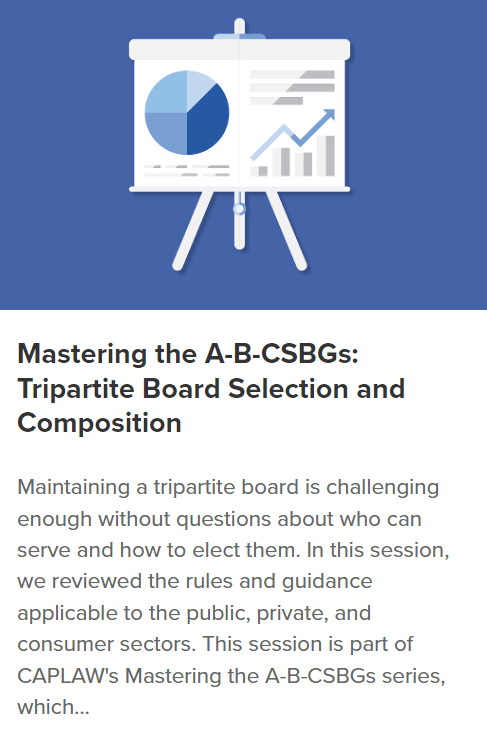 Mastering the A-B-CSBGs:
Tripartite Board Selection and
Composition
Maintaining a tripartite board is challenging
enough without questions about who can
serve and how to elect them. In this session,
we reviewed the rules and guidance
applicable to the public, private, and
consumer sectors. This session is part of
CAPLAW's Mastering the A-B-CSBGs series,
which...